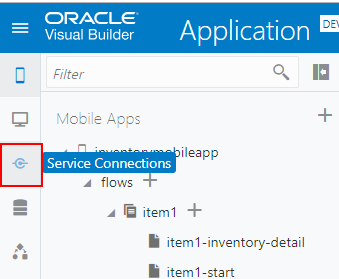 ORACLE
Visual Builder
Application
DEV
Filter
Mobile Apps
inventorymobileapp
Service Connections
flows
item1
item1-inventory-detail
item1-start